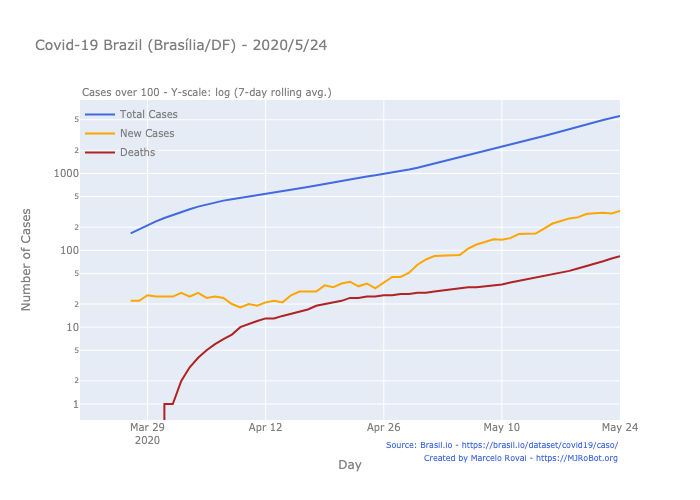 Covid-19 Brazil (Brasília/DF) - 2020/5/24
Cases over 100 - Y-scale: log (7-day rolling avg.)
Total Cases
New Cases
Deaths
5
2
1000
5
2
100
5
2
10
5
2
1
Number of Cases
Mar 29
2020
Apr 12
Apr 26
May 10
May 24
Day
Source: Brasil.io - https://brasil.io/dataset/covid19/caso/
Created by Marcelo Rovai - https://MJRoBot.org